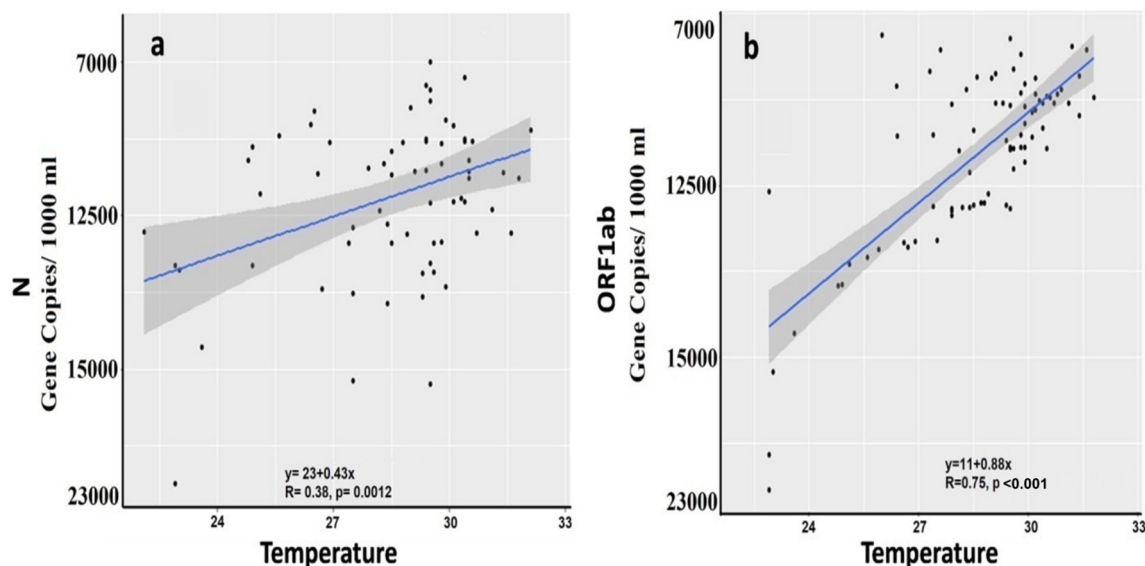 a
7000
12500
15000
23000
N
Gene Copies/ 1000 ml
y= 23+0.43x
R= 0.38, p= 0.0012
24 27 30 33
Temperature
b
7000
12500
15000
23000
ORF1ab
Gene Copies/ 1000 ml
y=11+0.88x
R=0.75, p <0.001
24 27 30 33
Temperature